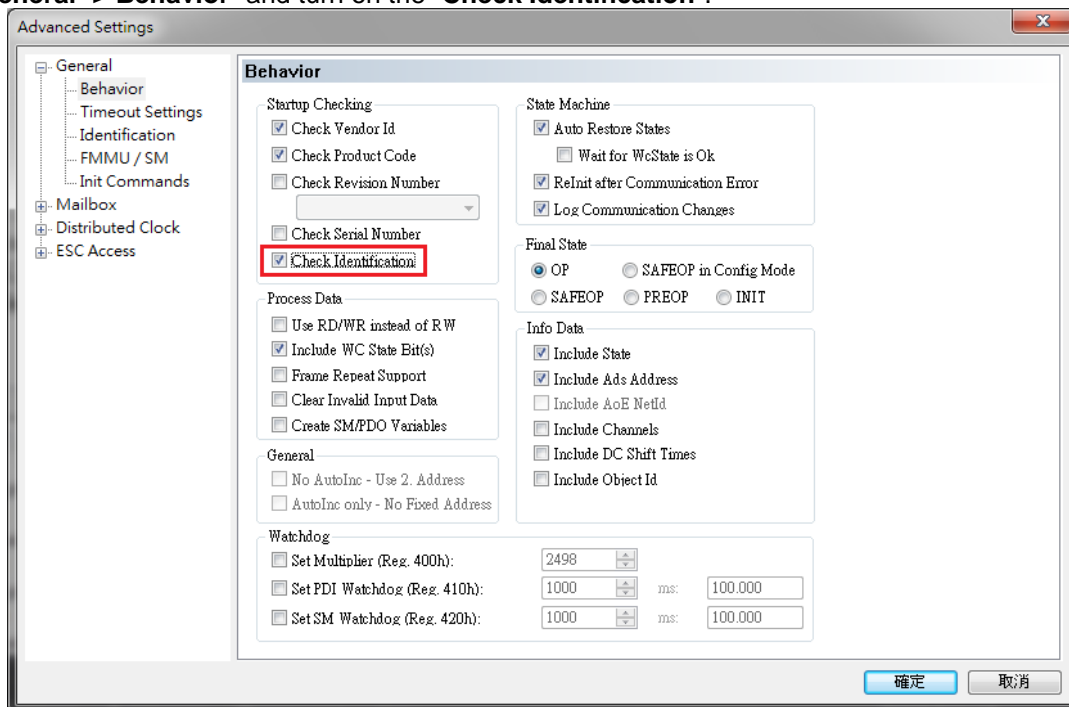 General -> Behavior" and turn on the "Check Identification".
Advanced Settings
General
Behavior
Timeout Settings
Identification
FMMU / SM
Init Commands
Mailbox
Distributed Clock
ESC Access
Behavior
Startup Checking
Check Vendor Id
Check Product Code
Check Revision Number
Check Serial Number
Check Identification
Process Data
Use RD/WR instead of RW
Include WC State Bit(s)
Frame Repeat Support
Clear Invalid Input Data
Create SM/PDO Variables
General
No AutoInc - Use 2. Address
AutoInc only - No Fixed Address
State Machine
Auto Restore States
Wait for WcState is Ok
ReInit after Communication Error
Log Communication Changes
Final State
OP SAFEOP in Config Mode
SAFEOP PREOP INIT
Info Data
Include State
Include Ads Address
Include AoE NetId
Include Channels
Include DC Shift Times
Include Object Id
Watchdog
Set Multiplier (Reg. 400h): 2498
Set PDI Watchdog (Reg. 410h): 1000 ms: 100.000
Set SM Watchdog (Reg. 420h): 1000 ms: 100.000
確定 取消